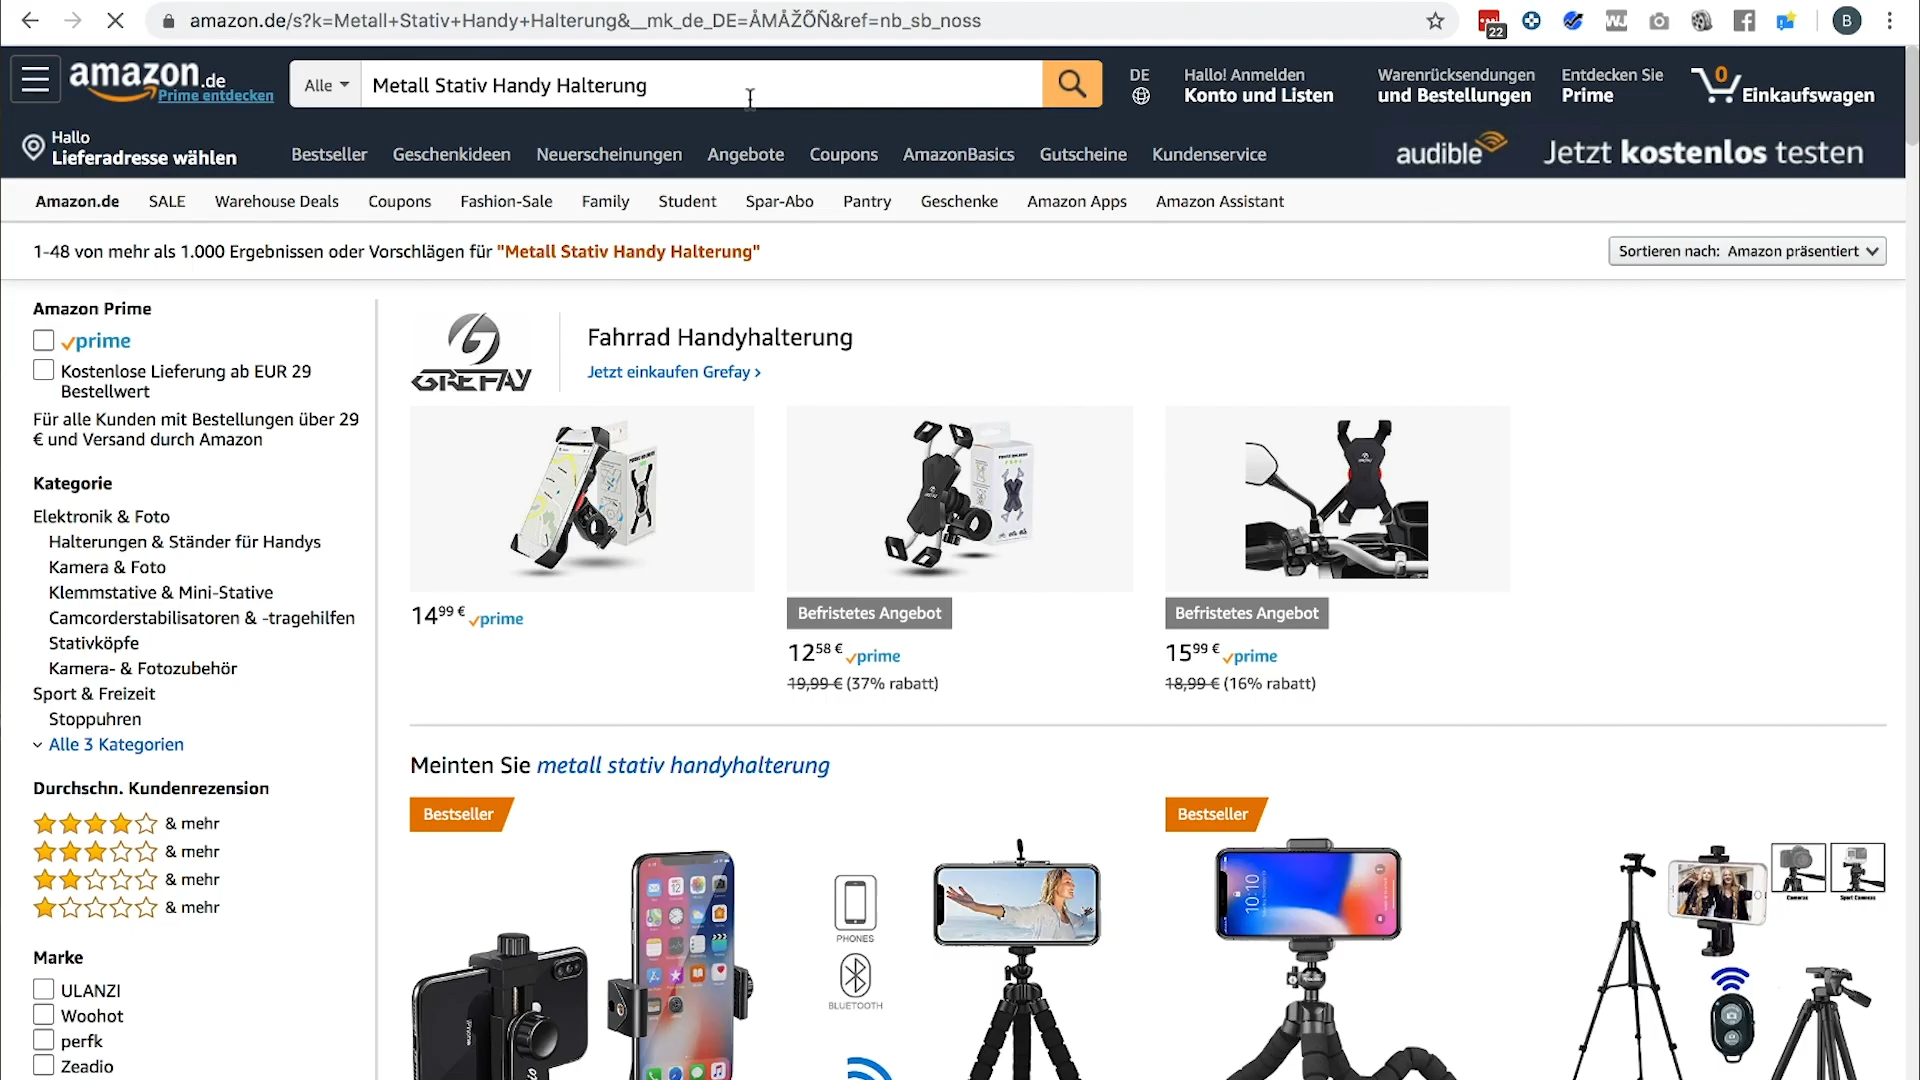 amazon.de/s?k=Metall+Stativ+Handy+Halterung&__mk_de_DE=ÅMÅŽÕÑ&ref=nb_sb_noss
22
B
amazon.de
Prime entdecken
Alle
Metall Stativ Handy Halterung
DE
Hallo! Anmelden
Konto und Listen
Warenrücksendungen
und Bestellungen
Entdecken Sie
Prime
0
Einkaufswagen
Hallo
Lieferadresse wählen
Bestseller Geschenkideen Neuerscheinungen Angebote Coupons AmazonBasics Gutscheine Kundenservice
audible Jetzt kostenlos testen
Amazon.de SALE Warehouse Deals Coupons Fashion-Sale Family Student Spar-Abo Pantry Geschenke Amazon Apps Amazon Assistant
1-48 von mehr als 1.000 Ergebnissen oder Vorschlägen für "Metall Stativ Handy Halterung"
Sortieren nach: Amazon präsentiert
Amazon Prime
prime
Kostenlose Lieferung ab EUR 29
Bestellwert
Für alle Kunden mit Bestellungen über 29
€ und Versand durch Amazon
Kategorie
Elektronik & Foto
Halterungen & Ständer für Handys
Kamera & Foto
Klemmstative & Mini-Stative
Camcorderstabilisatoren & -tragehilfen
Stativköpfe
Kamera- & Fotozubehör
Sport & Freizeit
Stoppuhren
Alle 3 Kategorien
Durchschn. Kundenrezension
& mehr
& mehr
& mehr
& mehr
Marke
ULANZI
Woohot
perfk
Zeadio
GREFAY
Fahrrad Handyhalterung
Jetzt einkaufen Grefay ›
14⁹⁹ € prime
Befristetes Angebot
12⁵⁸ € prime
19,99 € (37% rabatt)
Befristetes Angebot
15⁹⁹ € prime
18,99 € (16% rabatt)
Meinten Sie metall stativ handyhalterung
Bestseller
PHONES
BLUETOOTH
Bestseller
10:10
Cameras
Sport Cameras